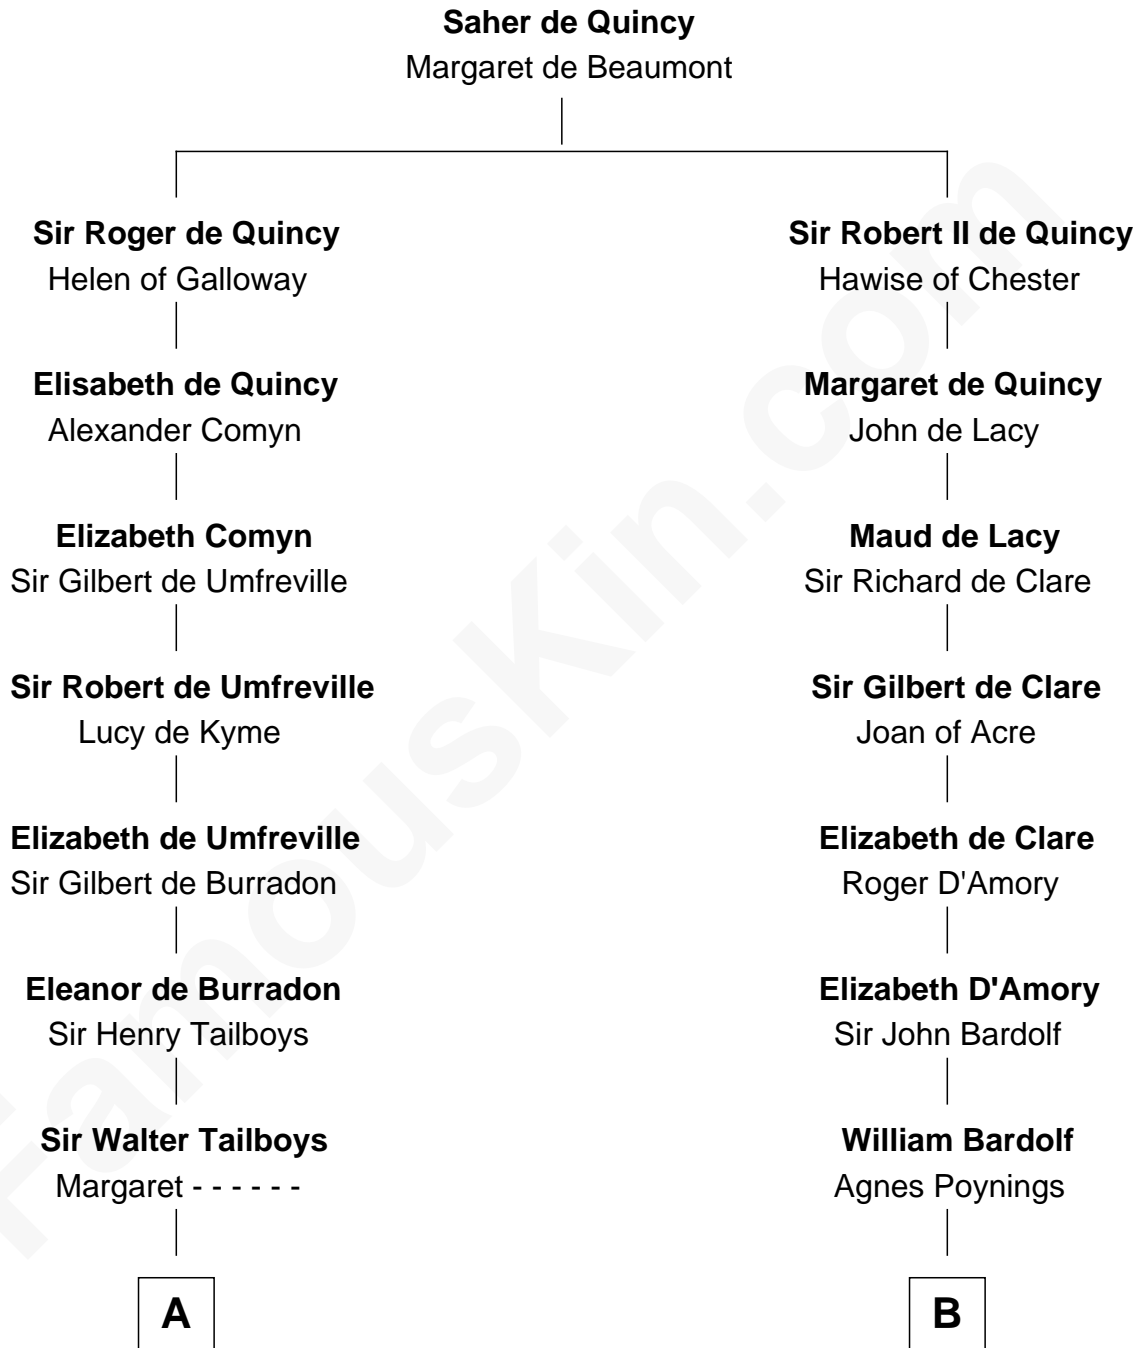 Saher de Quincy
Margaret de Beaumont
Sir Roger de Quincy
Helen of Galloway
Sir Robert II de Quincy
Hawise of Chester
Elisabeth de Quincy
Alexander Comyn
Margaret de Quincy
John de Lacy
Elizabeth Comyn
Sir Gilbert de Umfreville
Maud de Lacy
Sir Richard de Clare
Sir Robert de Umfreville
Lucy de Kyme
Sir Gilbert de Clare
Joan of Acre
Elizabeth de Umfreville
Sir Gilbert de Burradon
Elizabeth de Clare
Roger D'Amory
Eleanor de Burradon
Sir Henry Tailboys
Elizabeth D'Amory
Sir John Bardolf
Sir Walter Tailboys
Margaret - - - - - -
William Bardolf
Agnes Poynings
A
B
FamousKin.com